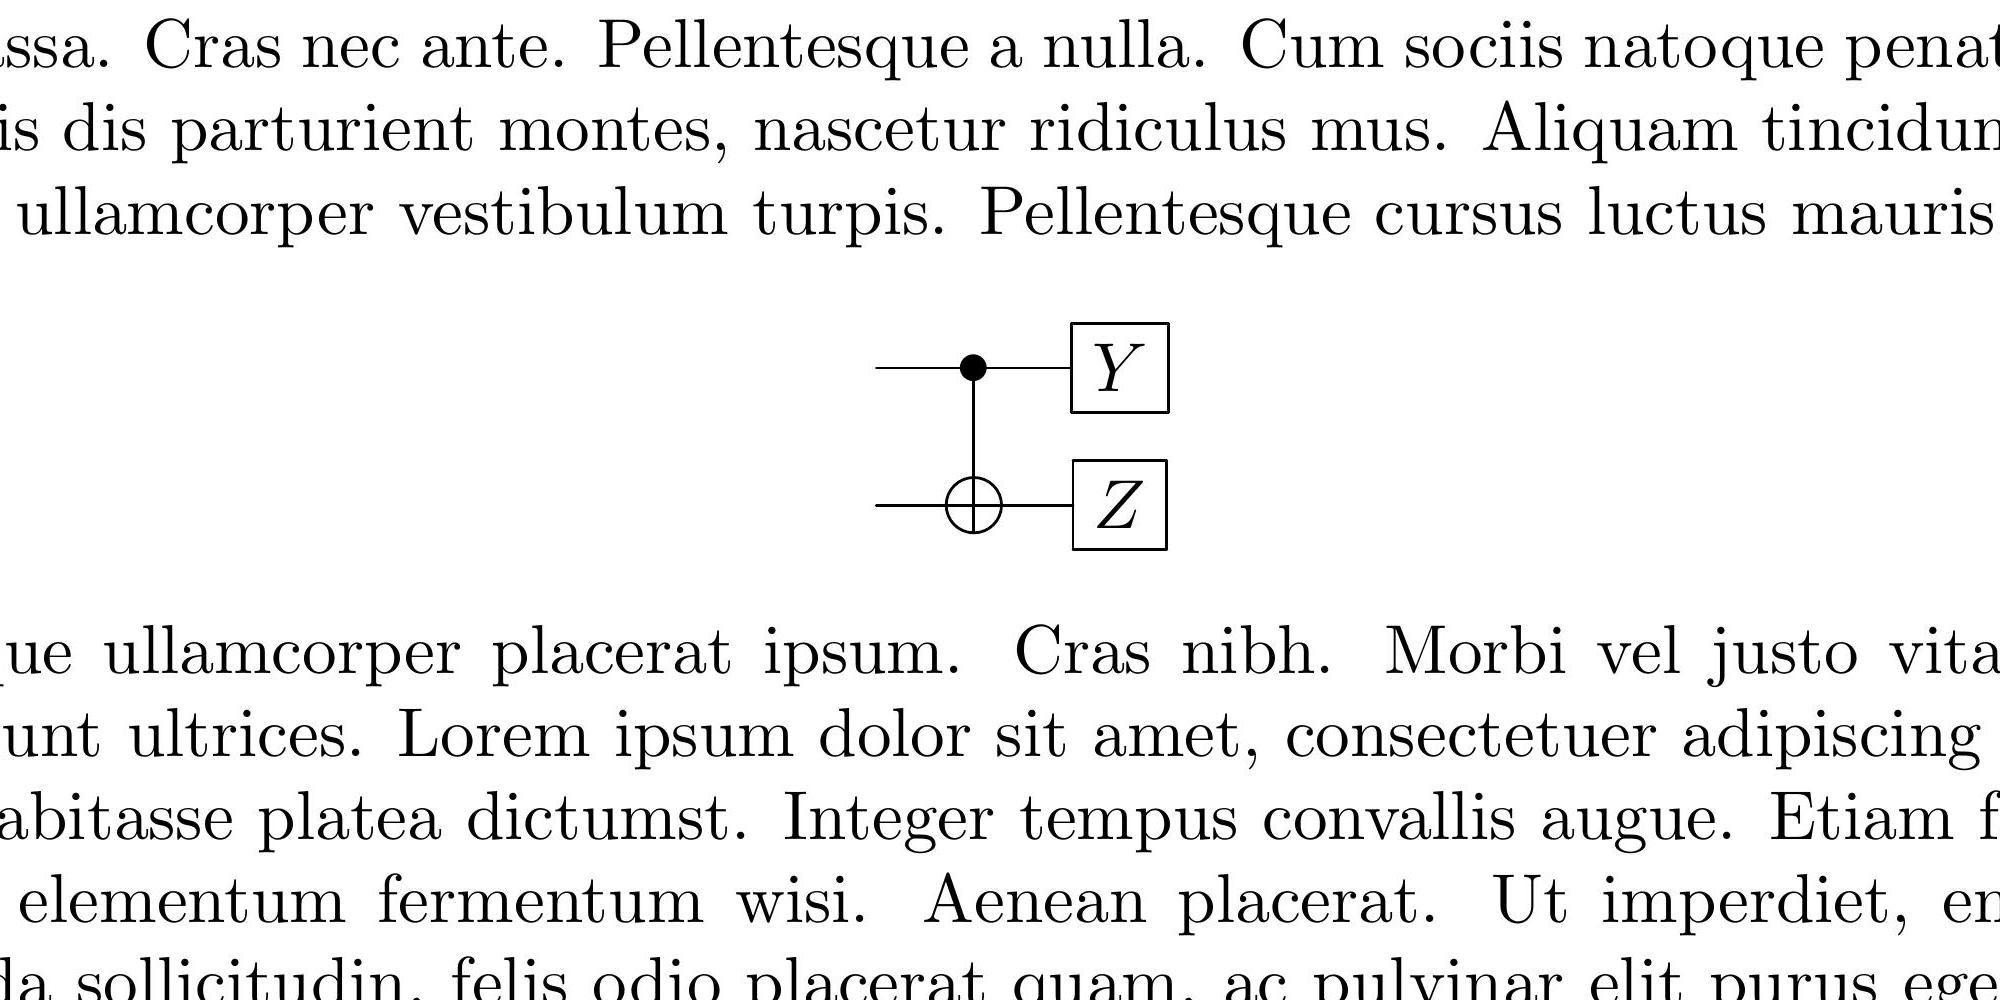 ssa. Cras nec ante. Pellentesque a nulla. Cum sociis natoque penat
is dis parturient montes, nascetur ridiculus mus. Aliquam tincidun
ullamcorper vestibulum turpis. Pellentesque cursus luctus mauris
Y
Z
ue ullamcorper placerat ipsum. Cras nibh. Morbi vel justo vita
unt ultrices. Lorem ipsum dolor sit amet, consectetuer adipiscing
abitasse platea dictumst. Integer tempus convallis augue. Etiam f
elementum fermentum wisi. Aenean placerat. Ut imperdiet, en
da sollicitudin, felis odio placerat quam, ac pulvinar elit purus ege